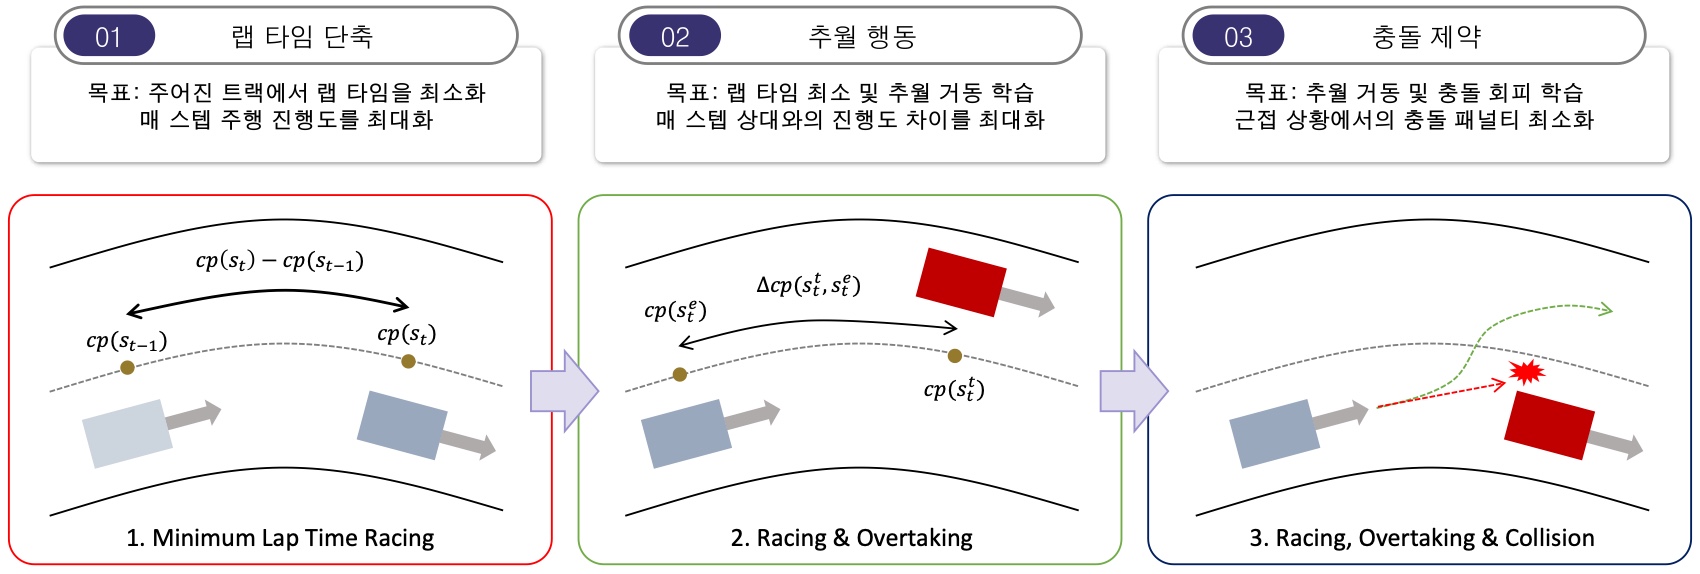 01 랩 타임 단축
목표: 주어진 트랙에서 랩 타임을 최소화
매 스텝 주행 진행도를 최대화
02 추월 행동
목표: 랩 타임 최소 및 추월 거동 학습
매 스텝 상대와의 진행도 차이를 최대화
03 충돌 제약
목표: 추월 거동 및 충돌 회피 학습
근접 상황에서의 충돌 패널티 최소화
$cp(s_t) - cp(s_{t-1})$
$cp(s_{t-1})$
$cp(s_t)$
1. Minimum Lap Time Racing
$\Delta cp(s_t^t, s_t^e)$
$cp(s_t^e)$
$cp(s_t^t)$
2. Racing & Overtaking
3. Racing, Overtaking & Collision